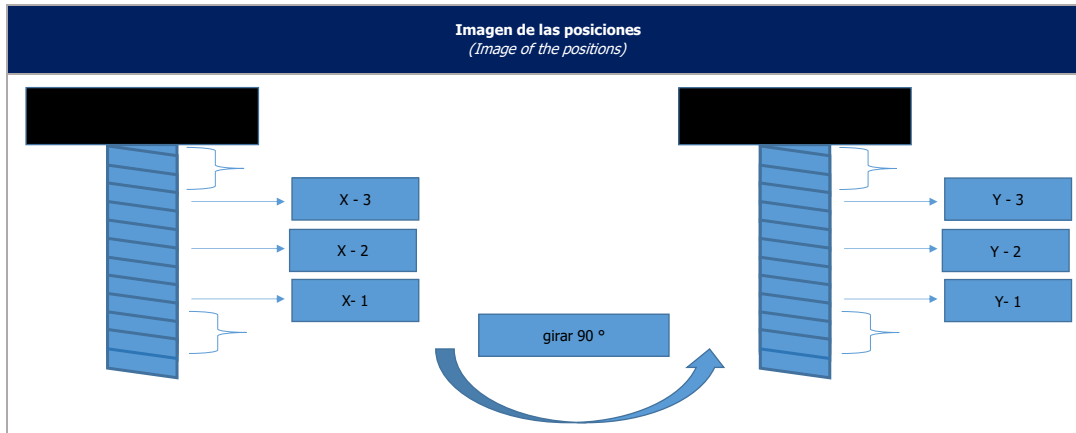 Imagen de las posiciones
(Image of the positions)
X - 3
X - 2
X- 1
girar 90 °
Y - 3
Y - 2
Y- 1